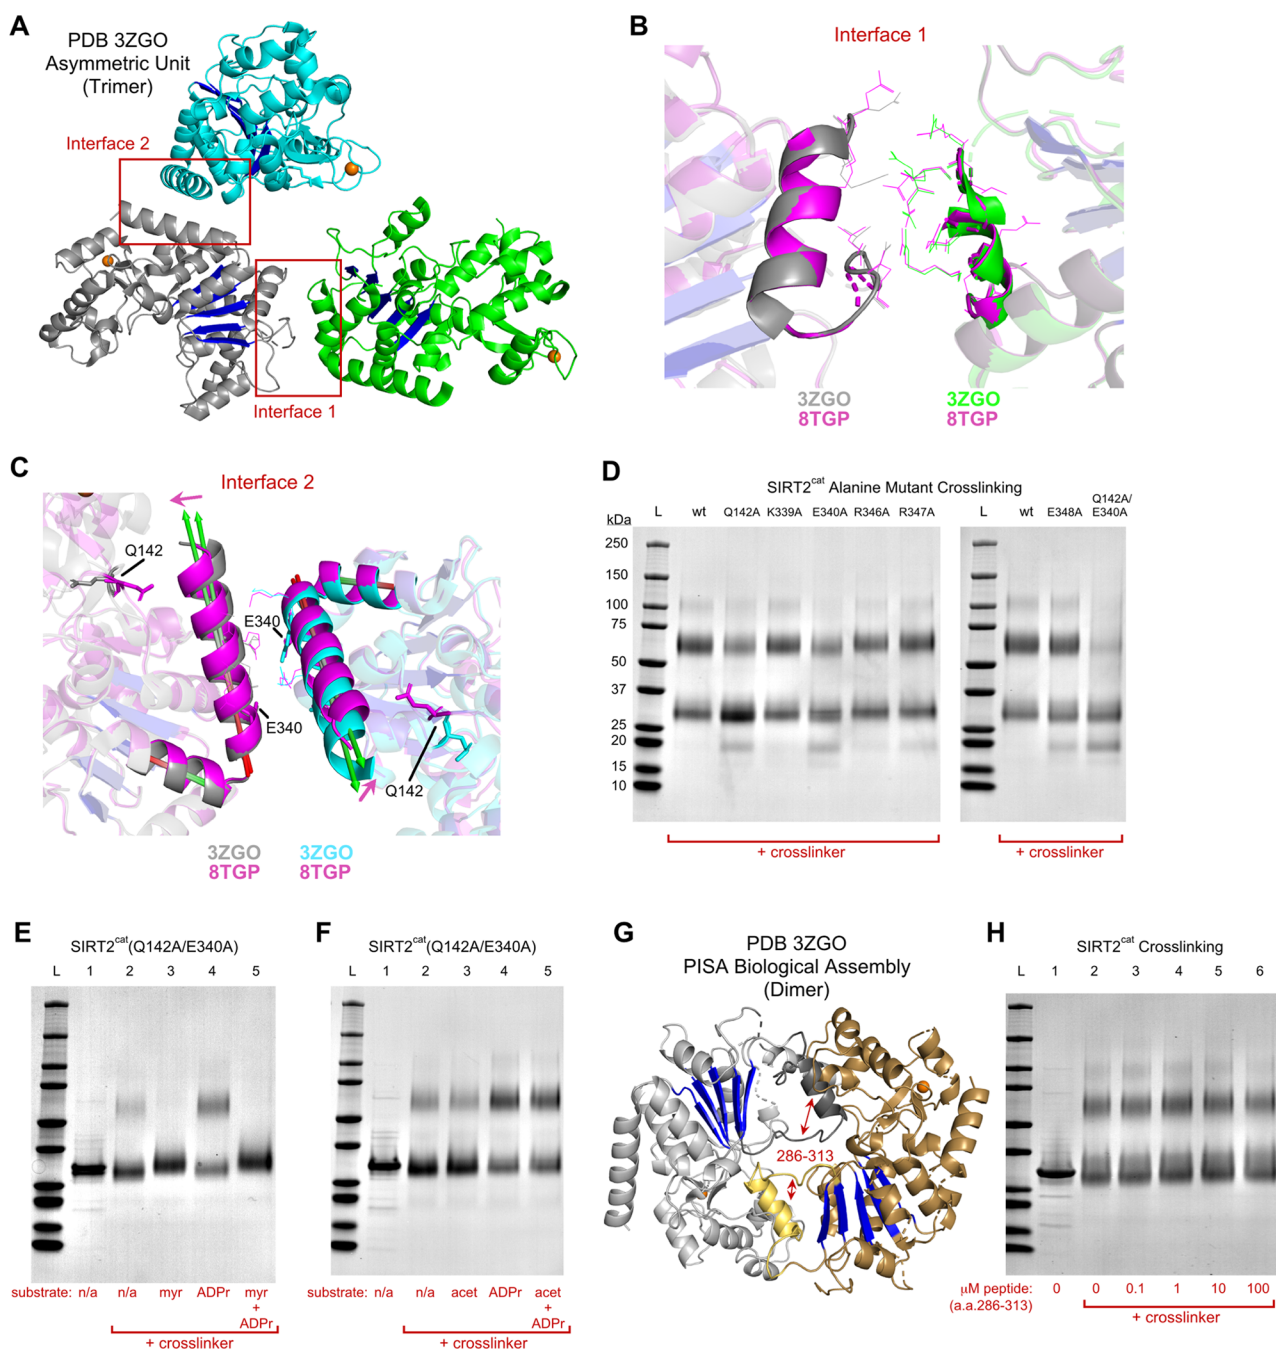 A
PDB 3ZGO
Asymmetric Unit
(Trimer)
Interface 2
Interface 1
B
Interface 1
3ZGO
8TGP
3ZGO
8TGP
C
Interface 2
Q142
E340
E340
Q142
3ZGO
8TGP
3ZGO
8TGP
D
SIRT2cat Alanine Mutant Crosslinking
kDa
L wt Q142A K339A E340A R346A R347A
L wt E348A Q142A/
E340A
250
150
100
75
50
37
25
20
15
10
+ crosslinker
+ crosslinker
E
SIRT2cat(Q142A/E340A)
L 1 2 3 4 5
substrate: n/a n/a myr ADPr myr
+
ADPr
+ crosslinker
F
SIRT2cat(Q142A/E340A)
L 1 2 3 4 5
substrate: n/a n/a acet ADPr acet
+
ADPr
+ crosslinker
G
PDB 3ZGO
PISA Biological Assembly
(Dimer)
286-313
H
SIRT2cat Crosslinking
L 1 2 3 4 5 6
µM peptide: 0 0 0.1 1 10 100
(a.a.286-313)
+ crosslinker